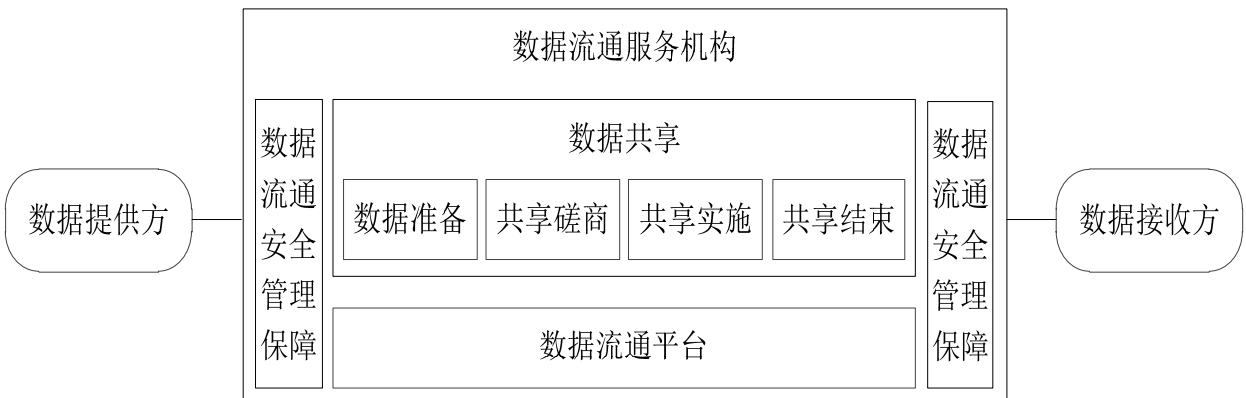 数据流通服务机构
数据
流通
安全
管理
保障
数据共享
数据准备
共享磋商
共享实施
共享结束
数据流通平台
数据
流通
安全
管理
保障
数据提供方
数据接收方